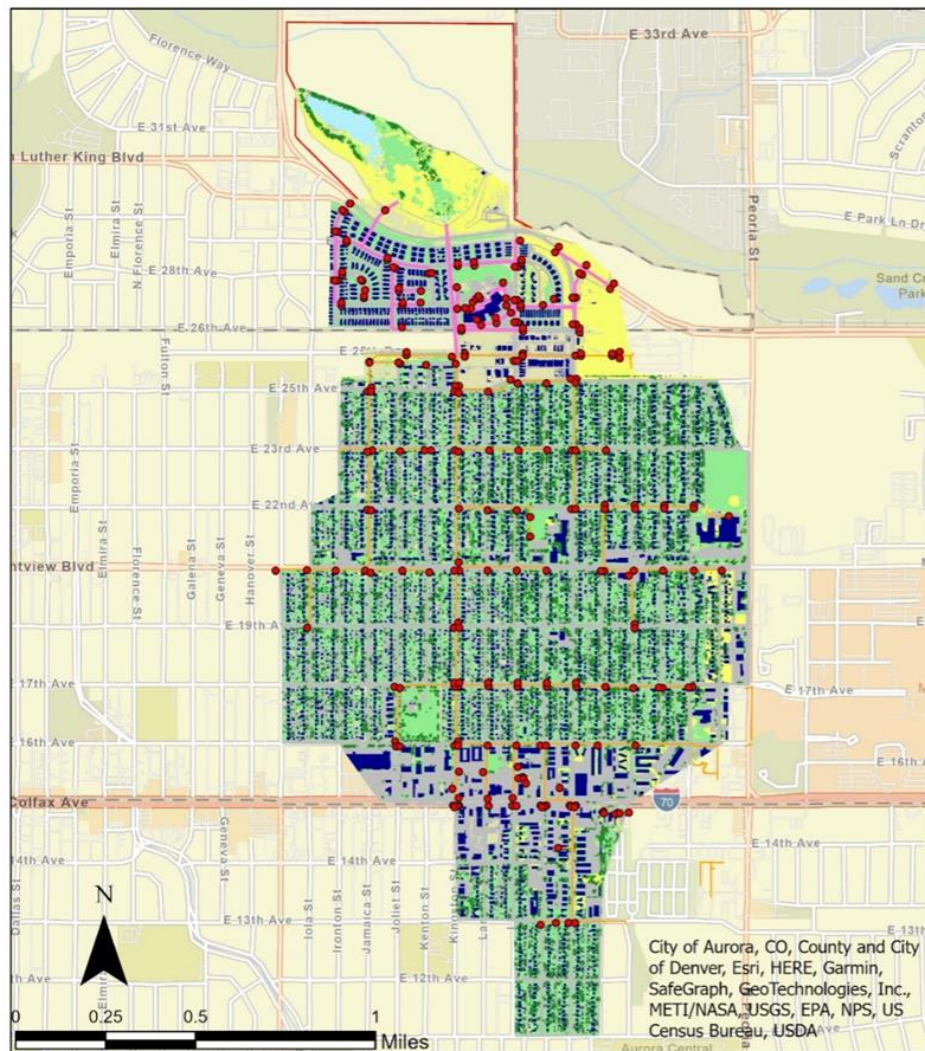 Florence Way
E 33rd Ave
E 31st Ave
Luther King Blvd
Scranton
Emporia St
Elmira St
N Florence St
Peoria St
E Park Ln Dr
E 28th Ave
Sand Cr
Park
E 26th Ave
Fulton St
E 25th Ave
E 23rd Ave
Emporia St
E 22nd Av
Elmira St
Florence St
Galena St
Geneva St
Hanover St
ntview Blvd
E 19th A
E 17th Ave
E 17th Ave
E 16th Ave
E 16th Ave
Colfax Ave
70
Geneva St
14th Ave
E 14th Ave
E 14th Ave
Dallas St
Iola St
Ironton St
Jamaica St
Joliet St
Kenton St
E 13th Ave
E 13th
N
City of Aurora, CO, County and City
of Denver, Esri, HERE, Garmin,
SafeGraph, GeoTechnologies, Inc.,
METI/NASA, USGS, EPA, NPS, US
Census Bureau, USDA
E 12th Ave
0 0.25 0.5 1
Miles
Aurora Central